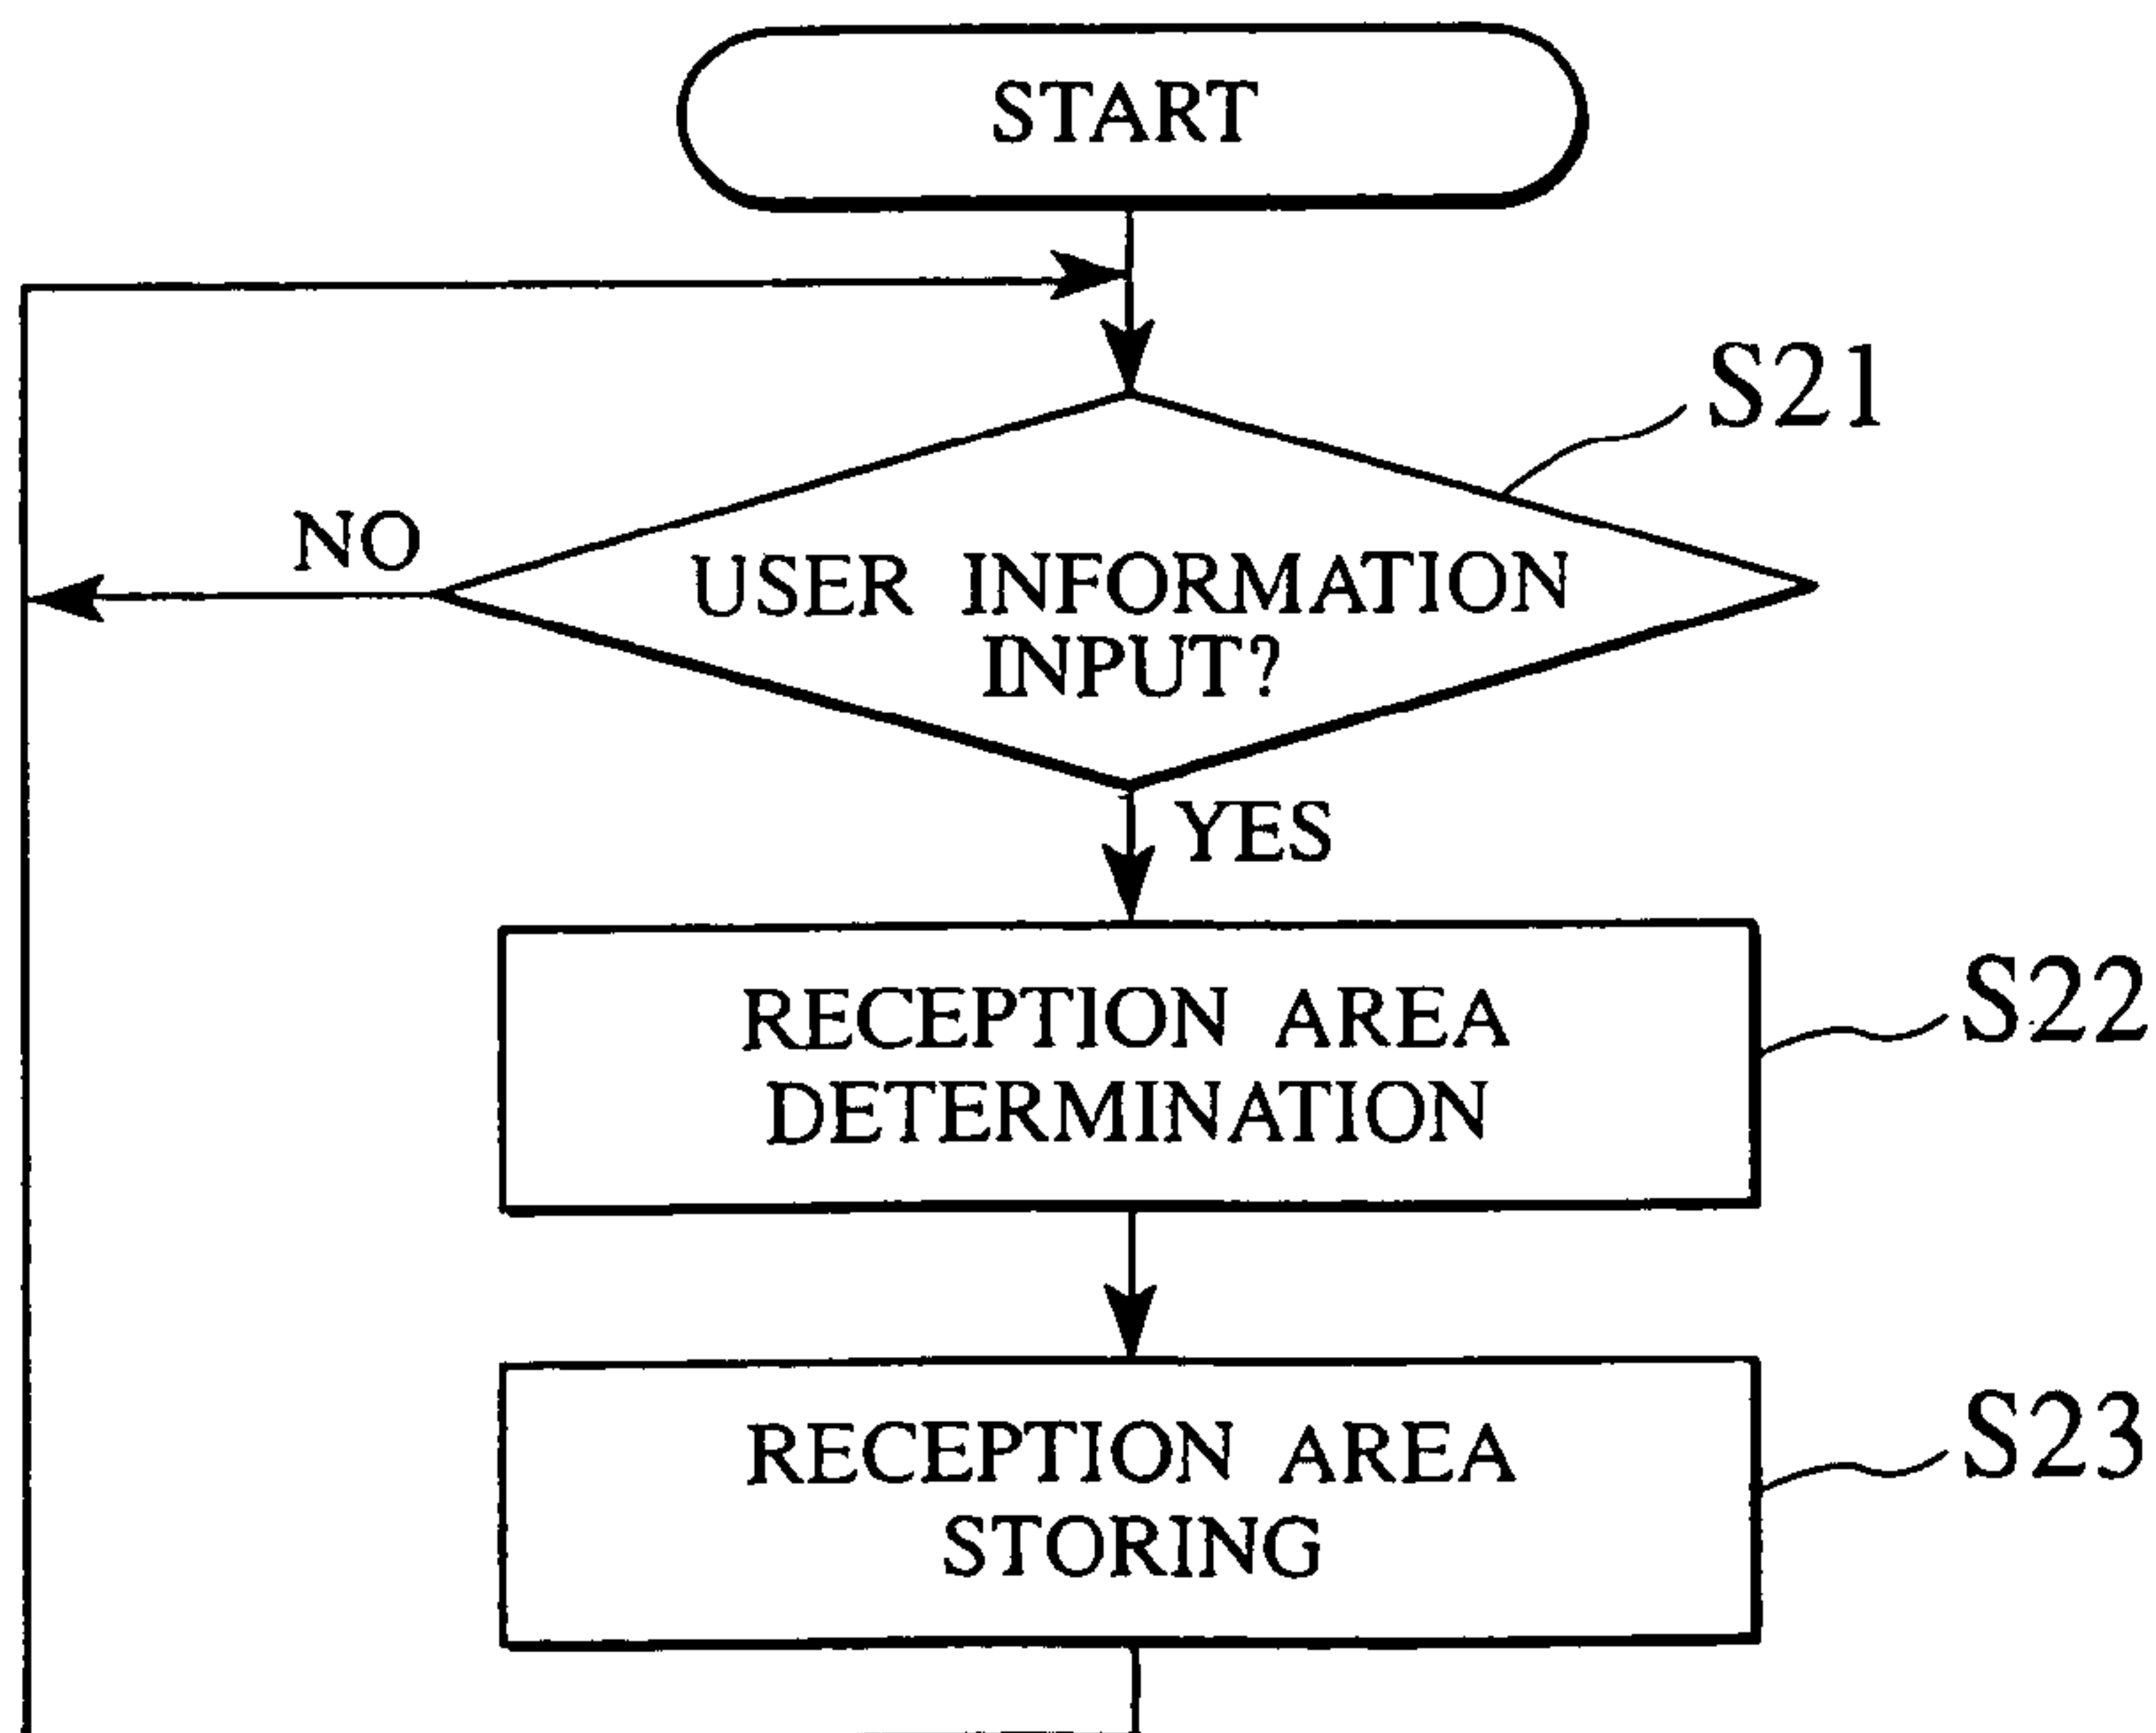 START
S21
NO
USER INFORMATION
INPUT?
YES
RECEPTION AREA
DETERMINATION
S22
RECEPTION AREA
STORING
S23